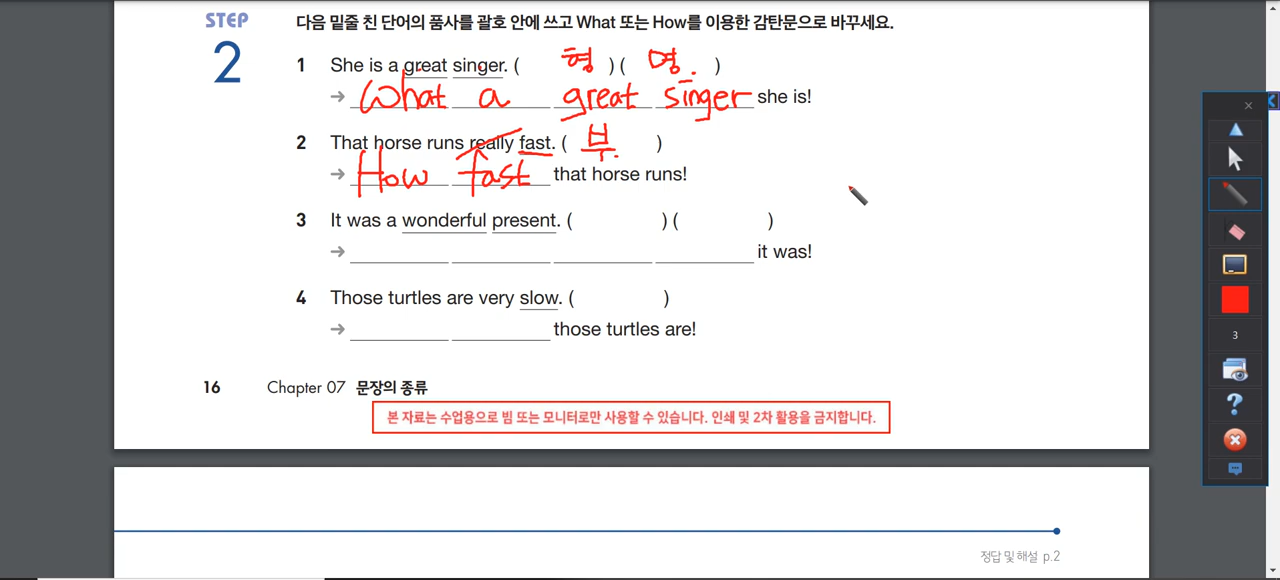 STEP 2
다음 밑줄 친 단어의 품사를 괄호 안에 쓰고 What 또는 How를 이용한 감탄문으로 바꾸세요.
1 She is a great singer. ( 형 ) ( 명. )
→ What a great singer she is!
2 That horse runs really fast. ( 부 )
→ How fast that horse runs!
3 It was a wonderful present. ( ) ( )
→ ____ ____ ____ ____ it was!
4 Those turtles are very slow. ( )
→ ____ ____ those turtles are!
16 Chapter 07 문장의 종류
본 자료는 수업용으로 빔 또는 모니터로만 사용할 수 있습니다. 인쇄 및 2차 활용을 금지합니다.
정답 및 해설 p.2
3
?